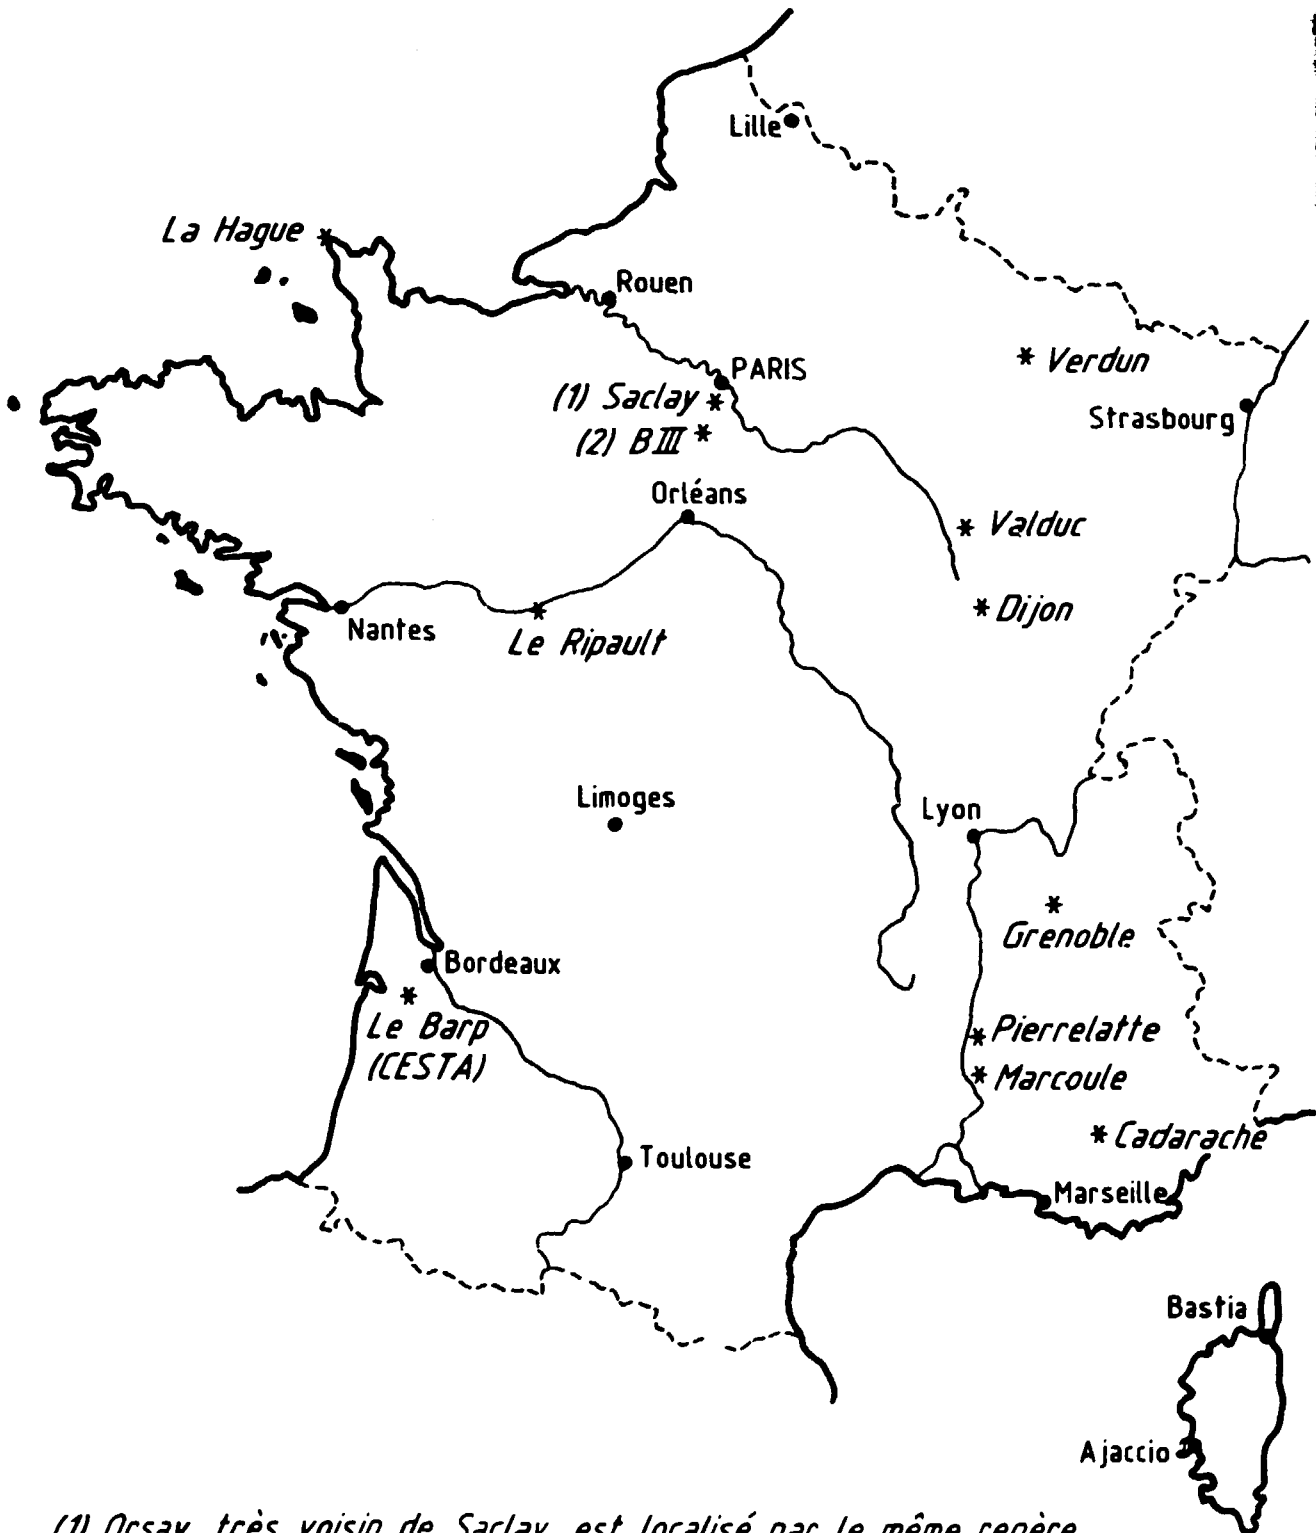 Lille
La Hague
Rouen
Verdun
PARIS
(1) Saclay
Strasbourg
(2) BIII
Orléans
Valduc
Dijon
Nantes
Le Ripault
Limoges
Lyon
Grenoble
Bordeaux
Le Barp
(CESTA)
Pierrelatte
Marcoule
Cadarache
Toulouse
Marseille
Bastia
Ajaccio
(1) Orsay, très voisin de Saclay, est localisé par le même repère